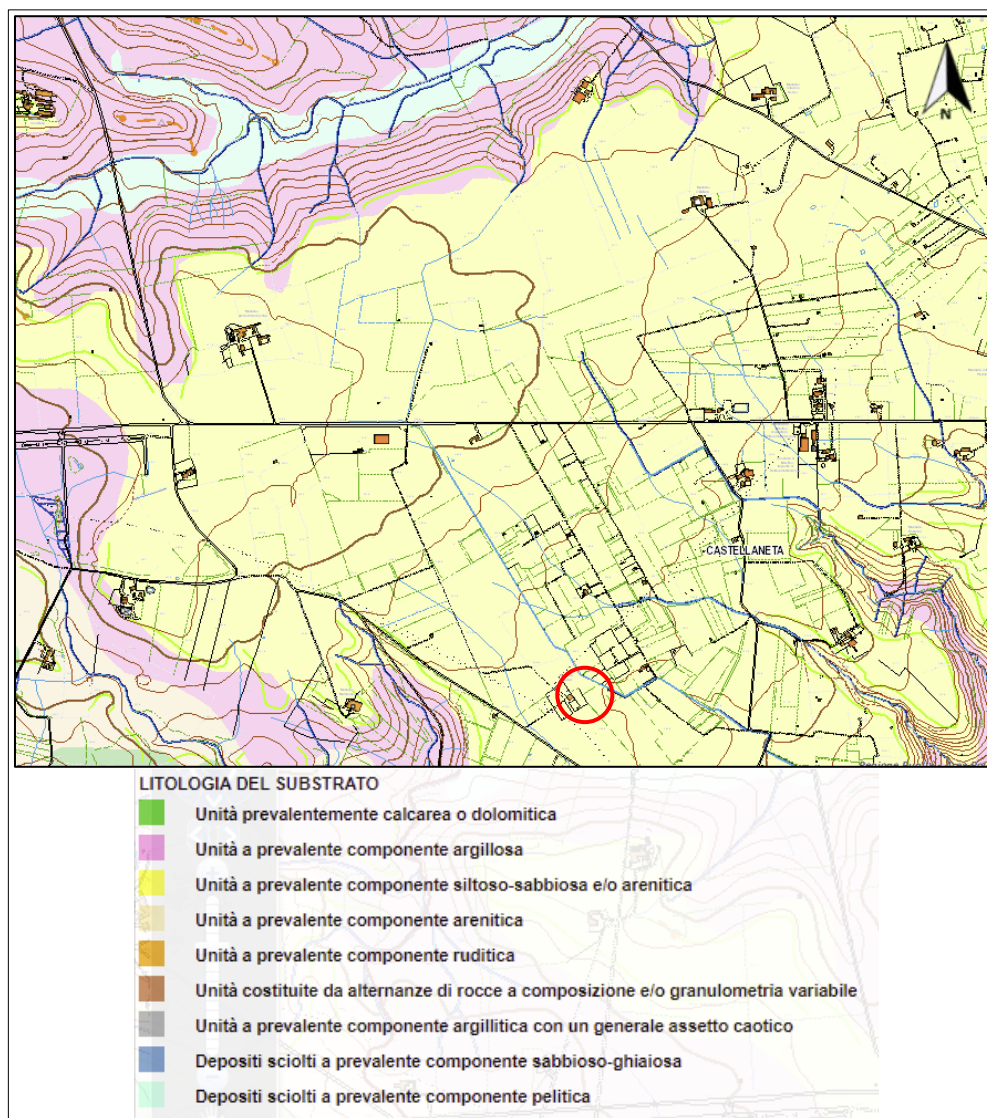 N
CASTELLANETA
LITOLOGIA DEL SUBSTRATO
Unità prevalentemente calcarea o dolomitica
Unità a prevalente componente argillosa
Unità a prevalente componente siltoso-sabbiosa e/o arenitica
Unità a prevalente componente arenitica
Unità a prevalente componente ruditica
Unità costituite da alternanze di rocce a composizione e/o granulometria variabile
Unità a prevalente componente argillitica con un generale assetto caotico
Depositi sciolti a prevalente componente sabbioso-ghiaiosa
Depositi sciolti a prevalente componente pelitica